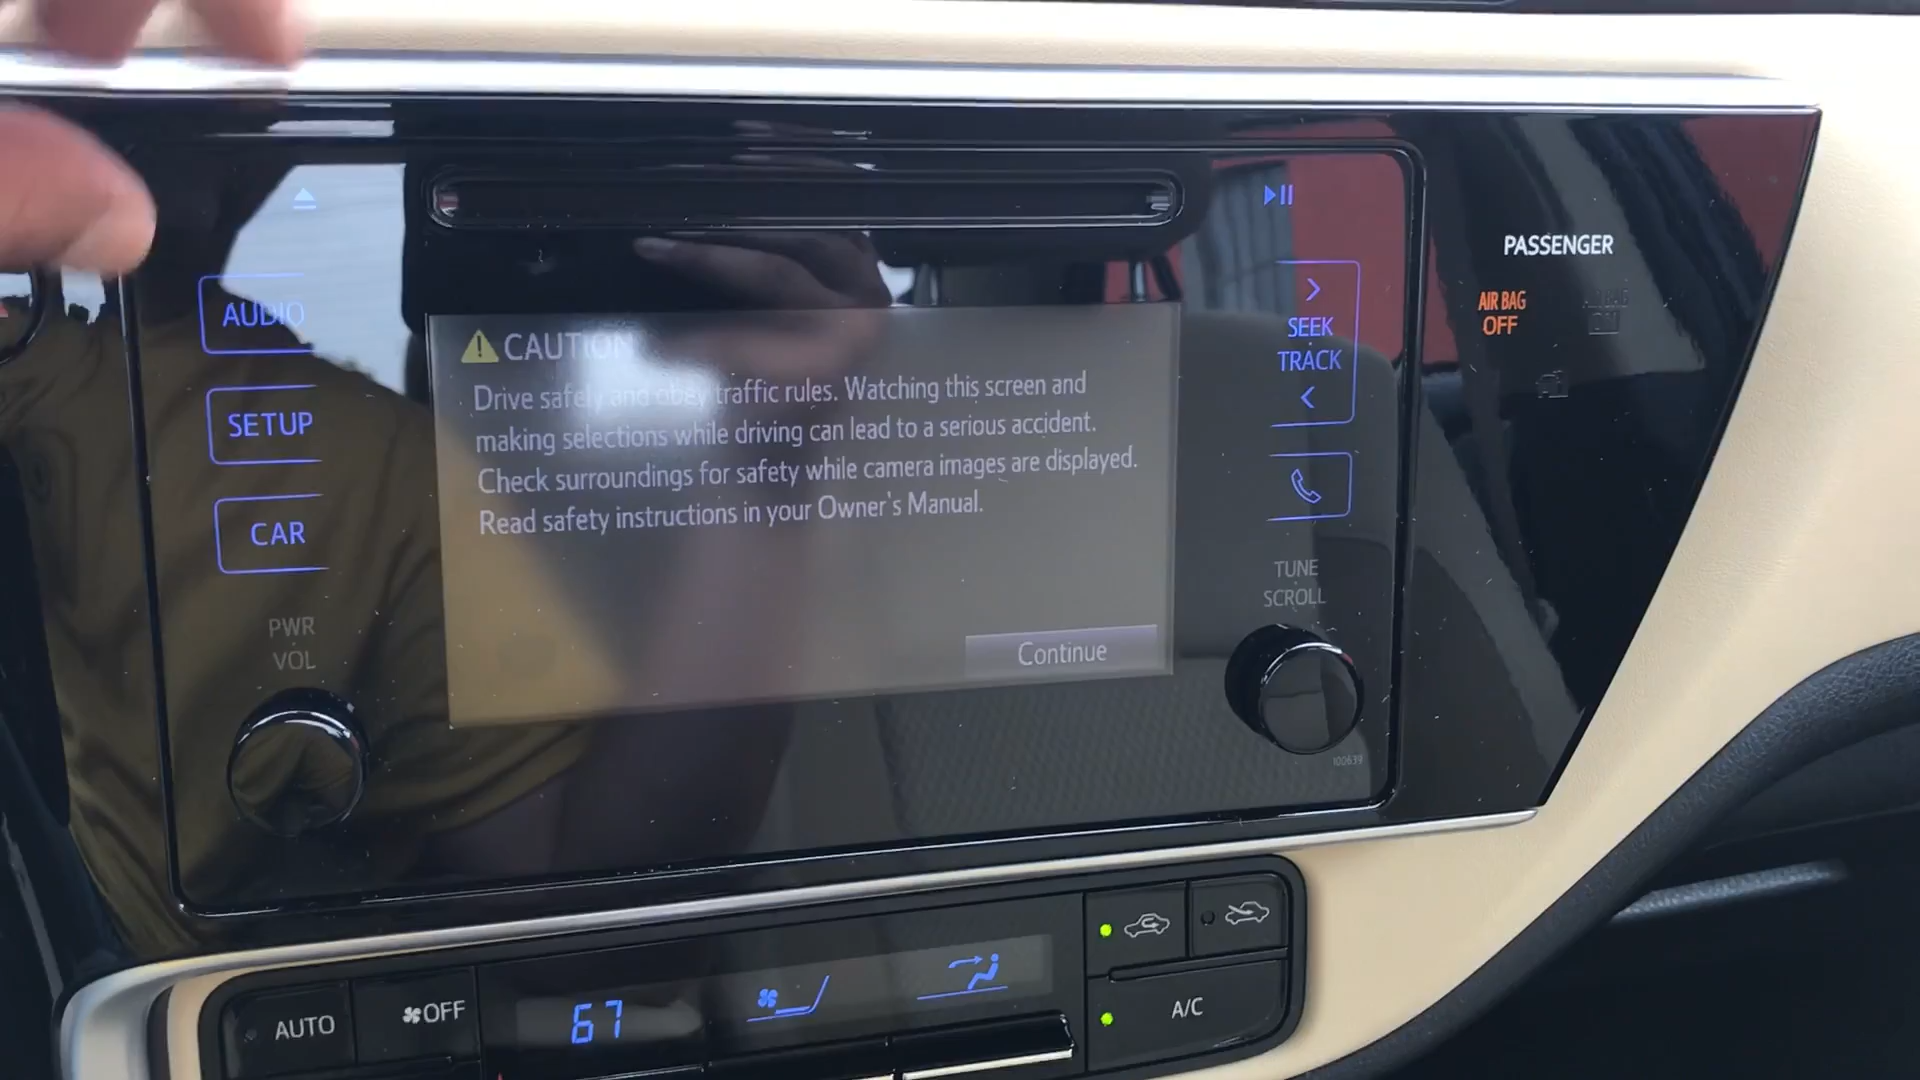 PASSENGER
AIR BAG
OFF
AUDIO
SETUP
CAR
PWR
VOL
CAUTION
Drive safely and obey traffic rules. Watching this screen and
making selections while driving can lead to a serious accident.
Check surroundings for safety while camera images are displayed.
Read safety instructions in your Owner's Manual.
Continue
SEEK
TRACK
TUNE
SCROLL
100639
AUTO
OFF
67
A/C